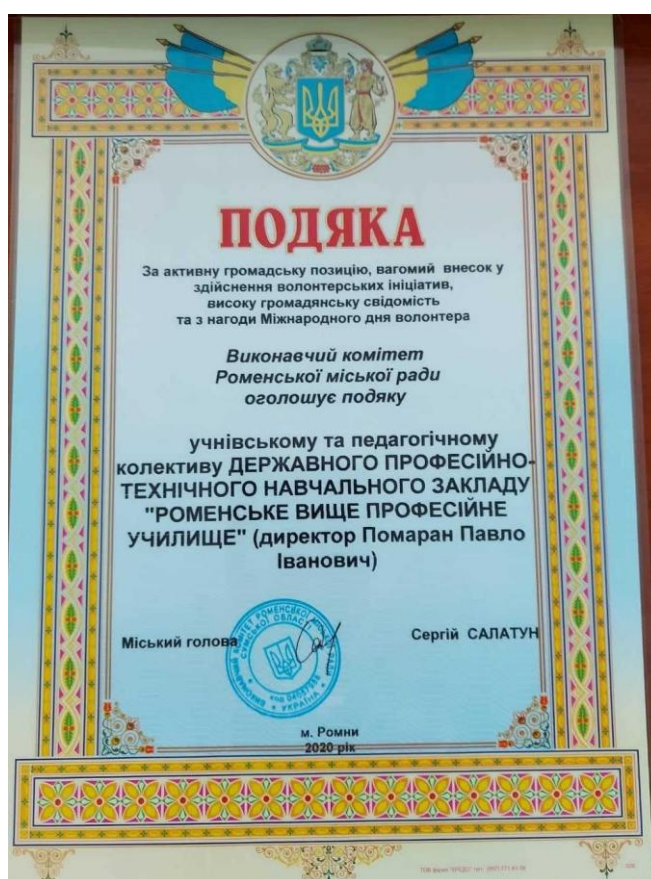 ПОДЯКА
За активну громадську позицію, вагомий внесок у
здійснення волонтерських ініціатив,
високу громадянську свідомість
та з нагоди Міжнародного дня волонтера
Виконавчий комітет
Роменської міської ради
оголошує подяку
учнівському та педагогічному
колективу ДЕРЖАВНОГО ПРОФЕСІЙНО-
ТЕХНІЧНОГО НАВЧАЛЬНОГО ЗАКЛАДУ
"РОМЕНСЬКЕ ВИЩЕ ПРОФЕСІЙНЕ
УЧИЛИЩЕ" (директор Помаран Павло
Іванович)
Міський голова
Сергій САЛАТУН
УКРАЇНА
м. Ромни
2020 рік